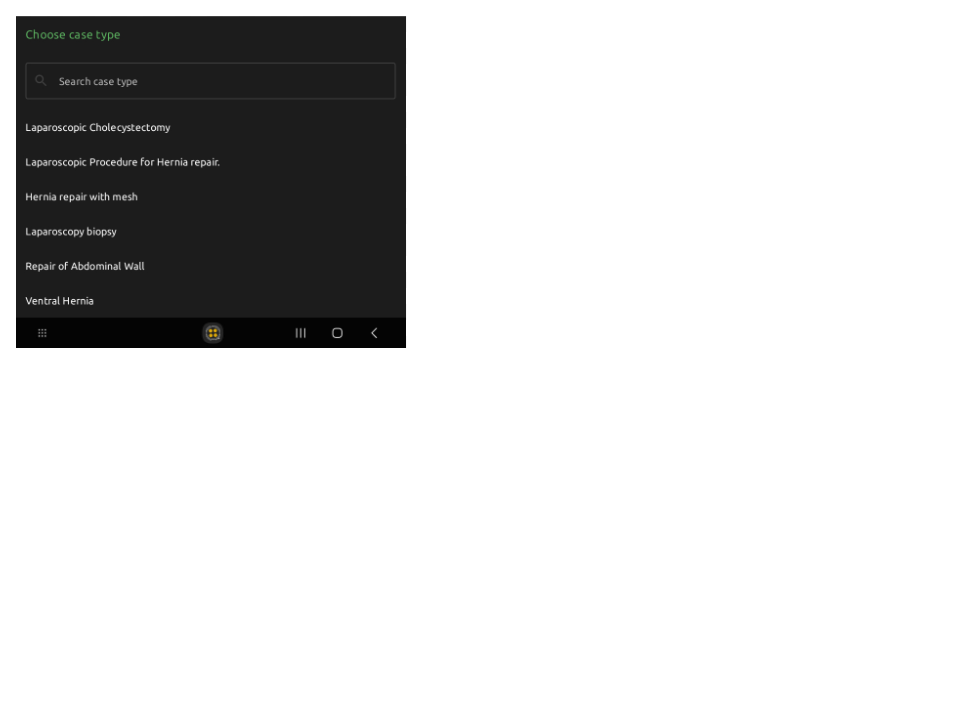 Choose case type
Search case type
Laparoscopic Cholecystectomy
Laparoscopic Procedure for Hernia repair.
Hernia repair with mesh
Laparoscopy biopsy
Repair of Abdominal Wall
Ventral Hernia